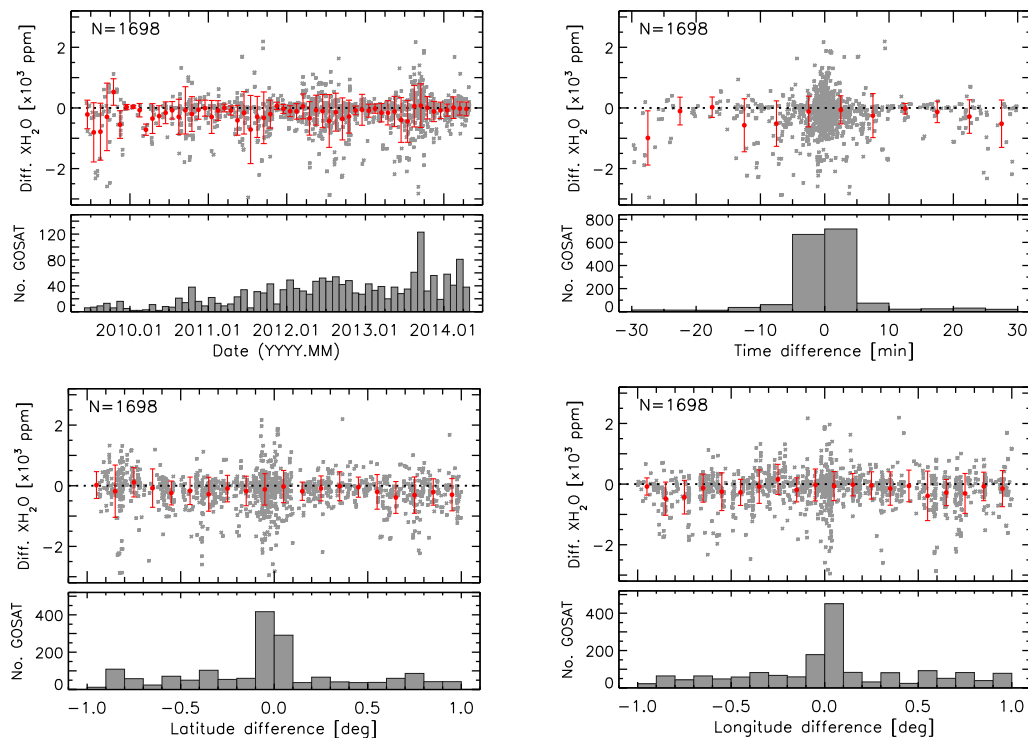 N=1698
Diff. XH2O [x10³ ppm]
2
0
−2
No. GOSAT
120
80
40
0
2010.01 2011.01 2012.01 2013.01 2014.01
Date (YYYY.MM)
N=1698
Diff. XH2O [x10³ ppm]
2
0
−2
No. GOSAT
800
600
400
200
0
−30 −20 −10 0 10 20 30
Time difference [min]
N=1698
Diff. XH2O [x10³ ppm]
2
0
−2
No. GOSAT
400
200
0
−1.0 −0.5 0.0 0.5 1.0
Latitude difference [deg]
N=1698
Diff. XH2O [x10³ ppm]
2
0
−2
No. GOSAT
400
200
0
−1.0 −0.5 0.0 0.5 1.0
Longitude difference [deg]